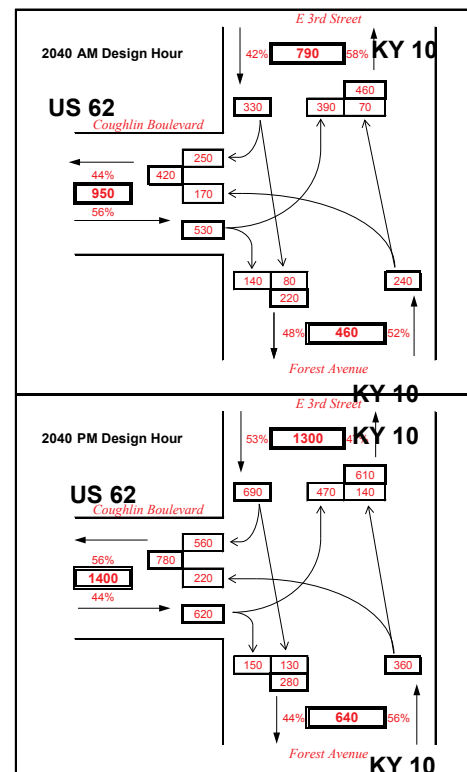 E 3rd Street
2040 AM Design Hour
42% 790 58% KY 10
US 62
460
330 390 70
Coughlin Boulevard
250
44% 420
950 170
56%
530
140 80 240
220
48% 460 52%
Forest Avenue
KY 10
E 3rd Street
2040 PM Design Hour
53% 1300 KY 10
610
US 62
690 470 140
Coughlin Boulevard
560
56% 780
1400 220
44%
620
150 130 360
280
44% 640 56%
Forest Avenue
KY 10